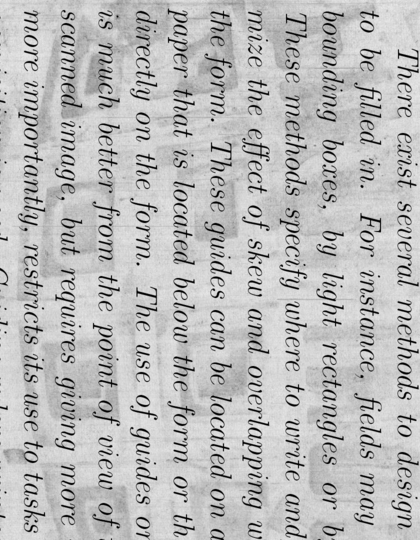 There exist several methods to design
to be filled in. For instance, fields may
bounding boxes, by light rectangles or b
These methods specify where to write and
mize the effect of skew and overlapping w
the form. These guides can be located on a
paper that is located below the form or th
directly on the form. The use of guides on
is much better from the point of view of
scanned image, but requires giving more
more importantly, restricts its use to tasks